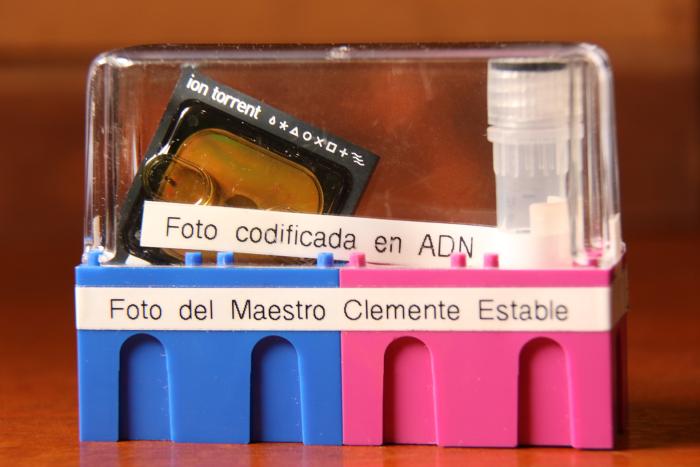 ion torrent
Foto codificada en ADN
Foto del Maestro Clemente Estable